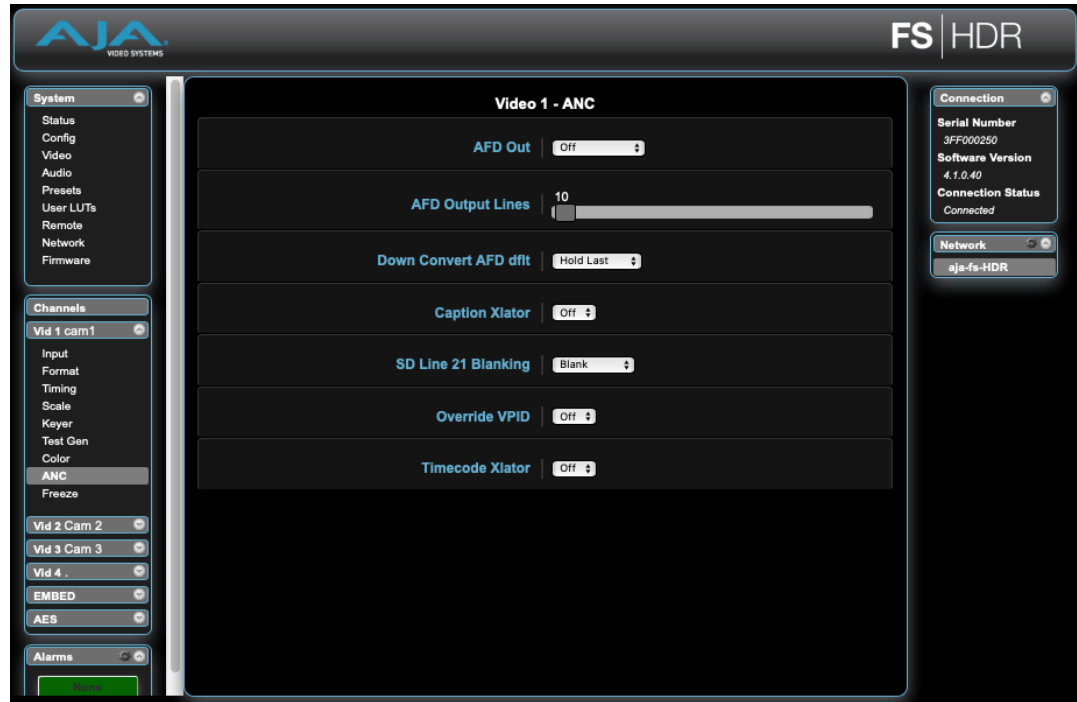 AJA
VIDEO SYSTEMS
FS HDR
System
Status
Config
Video
Audio
Presets
User LUTs
Remote
Network
Firmware
Channels
Vid 1 cam1
Input
Format
Timing
Scale
Keyer
Test Gen
Color
ANC
Freeze
Vid 2 Cam 2
Vid 3 Cam 3
Vid 4 .
EMBED
AES
Alarms
None
Video 1 - ANC
AFD Out Off
AFD Output Lines 10
Down Convert AFD dflt Hold Last
Caption Xlator Off
SD Line 21 Blanking Blank
Override VPID Off
Timecode Xlator Off
Connection
Serial Number
3FF000250
Software Version
4.1.0.40
Connection Status
Connected
Network
aja-fs-HDR